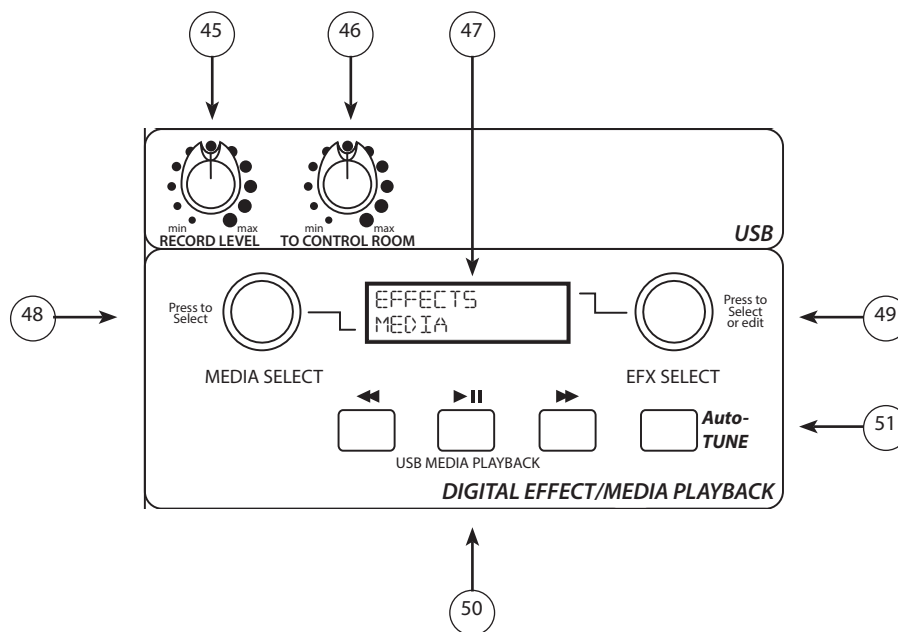 45
46
47
min
max
RECORD LEVEL
min
max
TO CONTROL ROOM
USB
48
Press to
Select
EFFECTS
MEDIA
Press to
Select
or edit
49
MEDIA SELECT
EFX SELECT
Auto-
TUNE
51
USB MEDIA PLAYBACK
DIGITAL EFFECT/MEDIA PLAYBACK
50